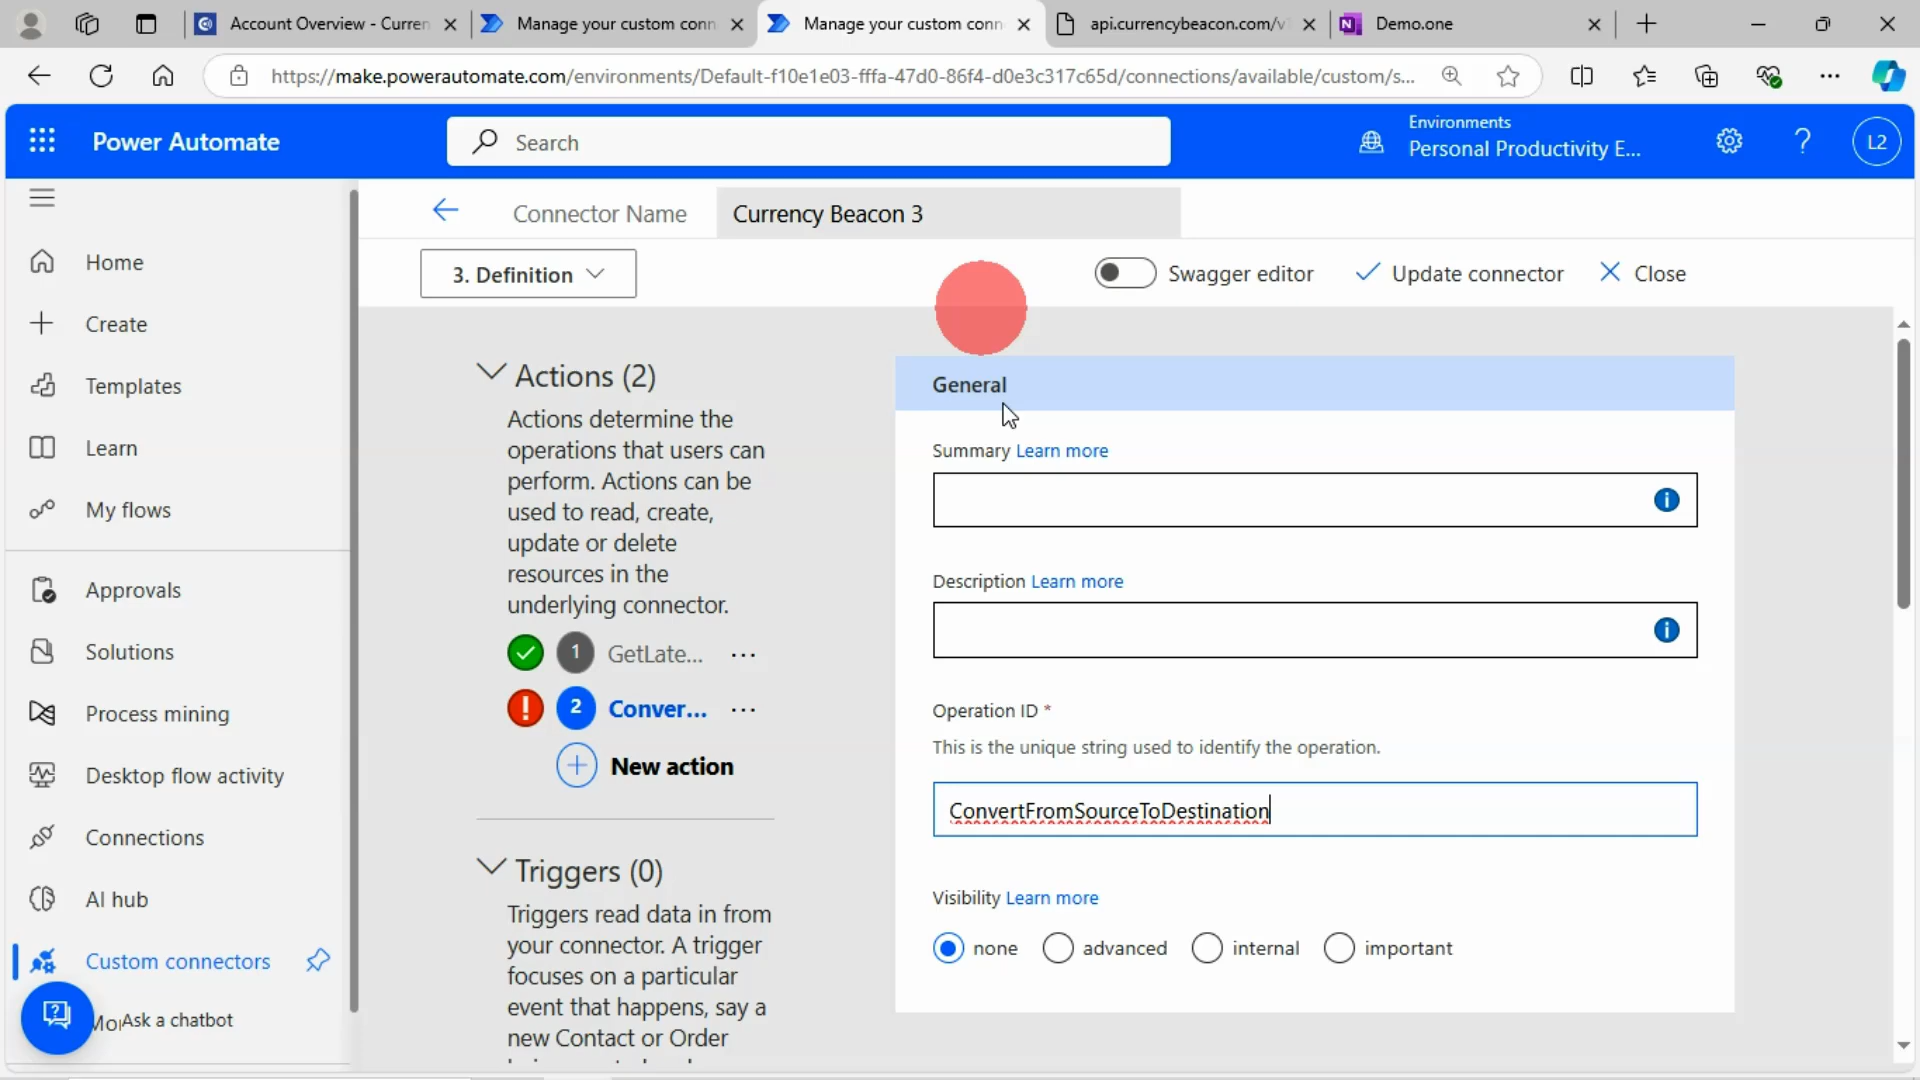 Account Overview - Curren
Manage your custom conn
Manage your custom conn
api.currencybeacon.com/v1
Demo.one
https://make.powerautomate.com/environments/Default-f10e1e03-fffa-47d0-86f4-d0e3c317c65d/connections/available/custom/s...
Power Automate
Search
Environments
Personal Productivity E...
L2
Connector Name
Currency Beacon 3
3. Definition
Swagger editor
Update connector
Close
Home
Create
Templates
Learn
My flows
Approvals
Solutions
Process mining
Desktop flow activity
Connections
AI hub
Custom connectors
Ask a chatbot
Actions (2)
Actions determine the
operations that users can
perform. Actions can be
used to read, create,
update or delete
resources in the
underlying connector.
1 GetLate... ...
2 Conver... ...
New action
Triggers (0)
Triggers read data in from
your connector. A trigger
focuses on a particular
event that happens, say a
new Contact or Order
General
Summary Learn more
Description Learn more
Operation ID *
This is the unique string used to identify the operation.
ConvertFromSourceToDestination
Visibility Learn more
none advanced internal important